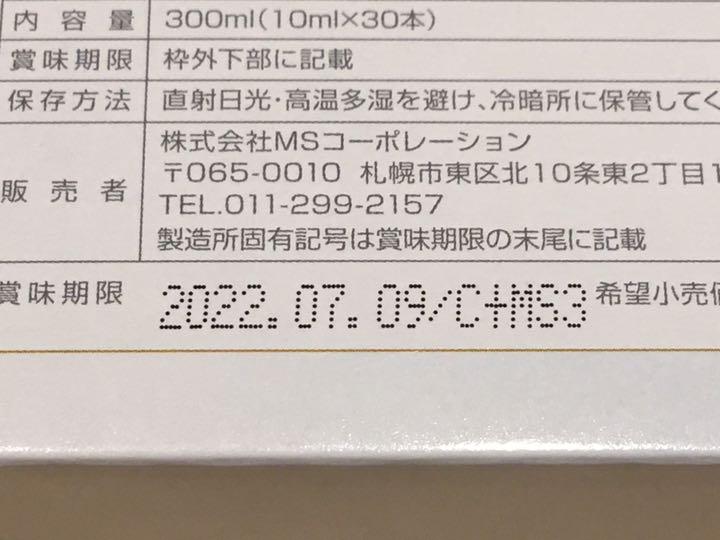 内容量 300ml(10ml×30本)
賞味期限 枠外下部に記載
保存方法 直射日光・高温多湿を避け、冷暗所に保管してく
販売者 株式会社MSコーポレーション
〒065-0010 札幌市東区北10条東2丁目1
TEL.011-299-2157
製造所固有記号は賞味期限の末尾に記載
賞味期限 2022.07.09/C+MS3 希望小売価